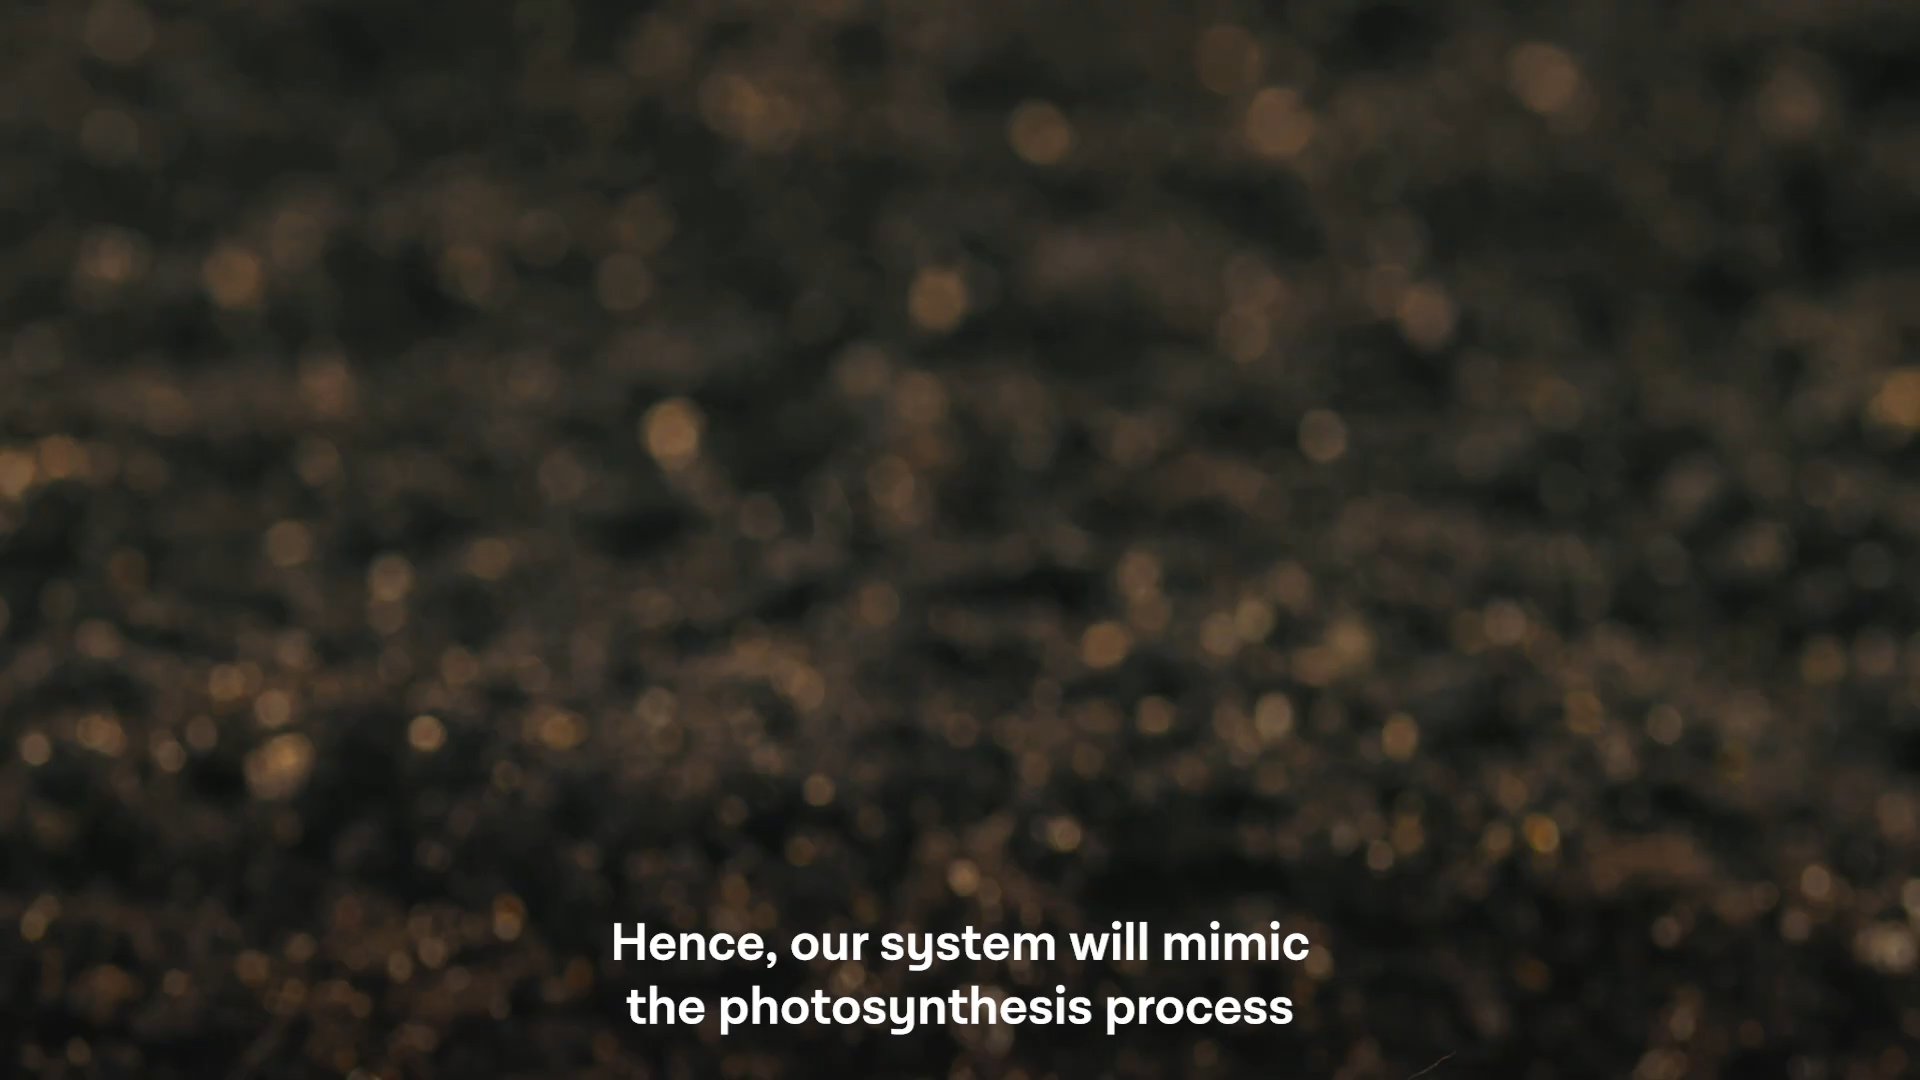 Hence, our system will mimic
the photosynthesis process